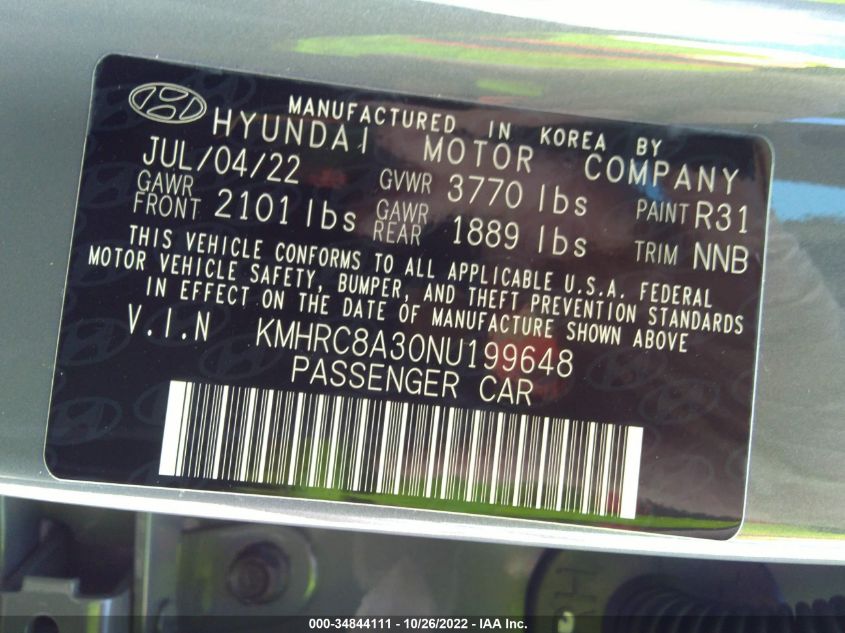 MANUFACTURED IN KOREA BY
HYUNDAI MOTOR COMPANY
JUL/04/22 GVWR 3770 lbs PAINT R31
GAWR FRONT 2101 lbs GAWR REAR 1889 lbs TRIM NNB
THIS VEHICLE CONFORMS TO ALL APPLICABLE U.S.A. FEDERAL
MOTOR VEHICLE SAFETY, BUMPER, AND THEFT PREVENTION STANDARDS
IN EFFECT ON THE DATE OF MANUFACTURE SHOWN ABOVE
V.I.N KMHRC8A30NU199648
PASSENGER CAR
000-34844111 - 10/26/2022 - IAA Inc.